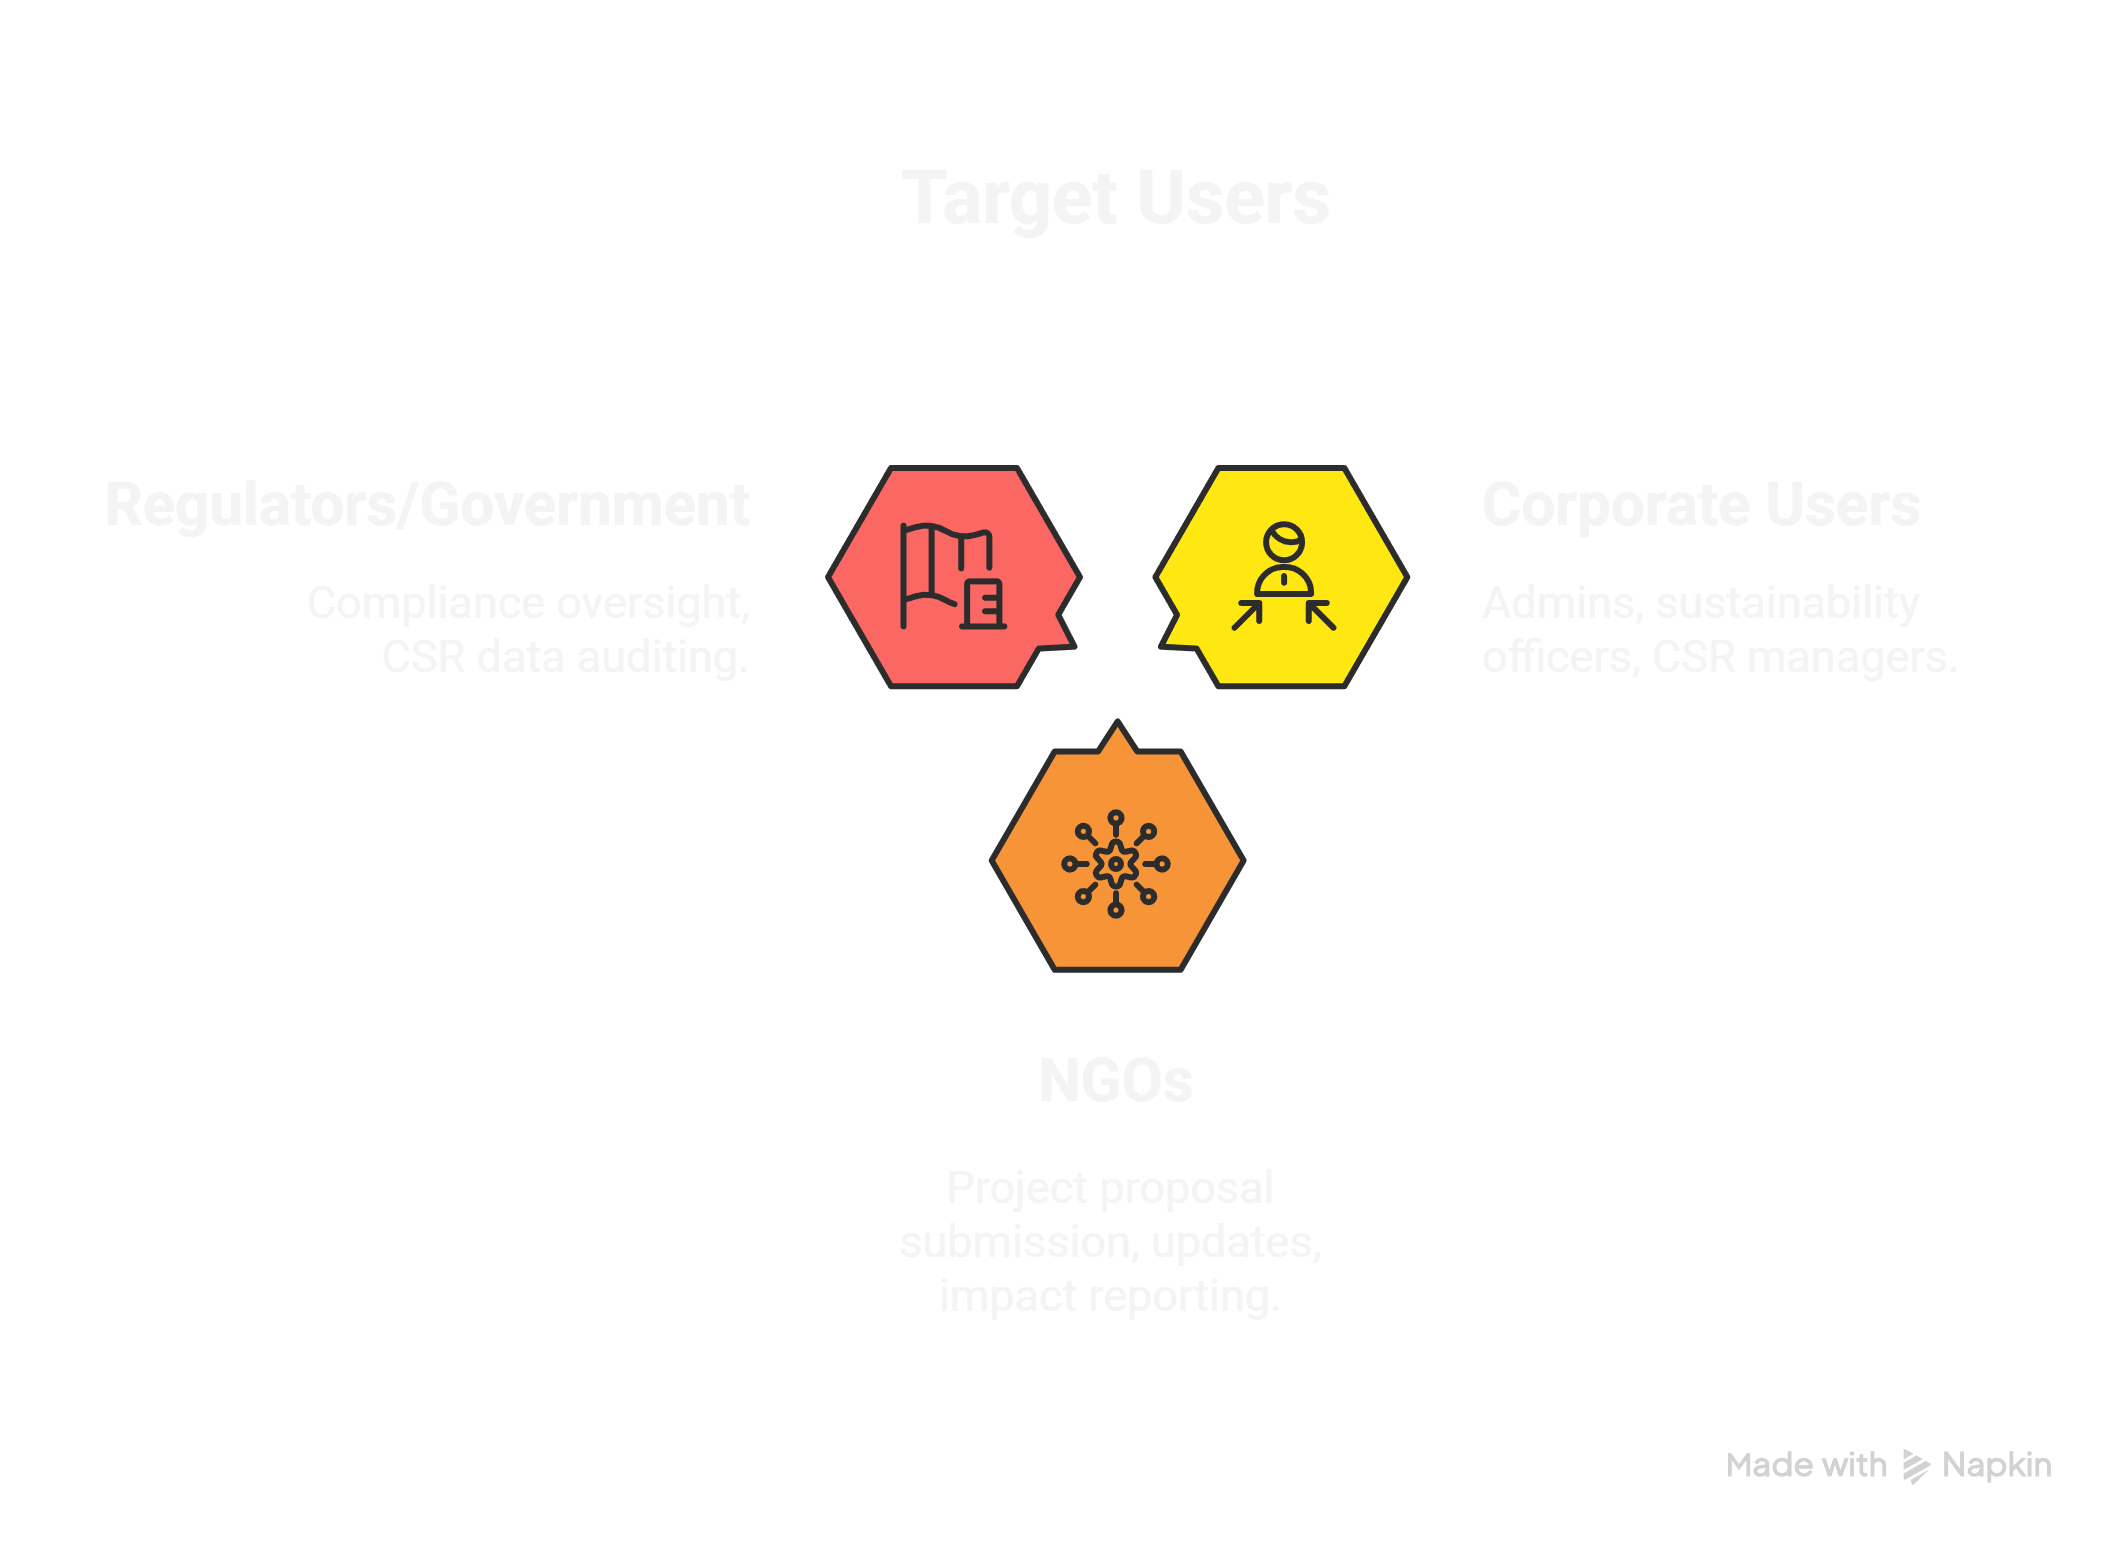 Target Users
Regulators/Government
Compliance oversight,
CSR data auditing.
Corporate Users
Admins, sustainability
officers, CSR managers.
NGOs
Project proposal
submission, updates,
impact reporting.
Made with Napkin